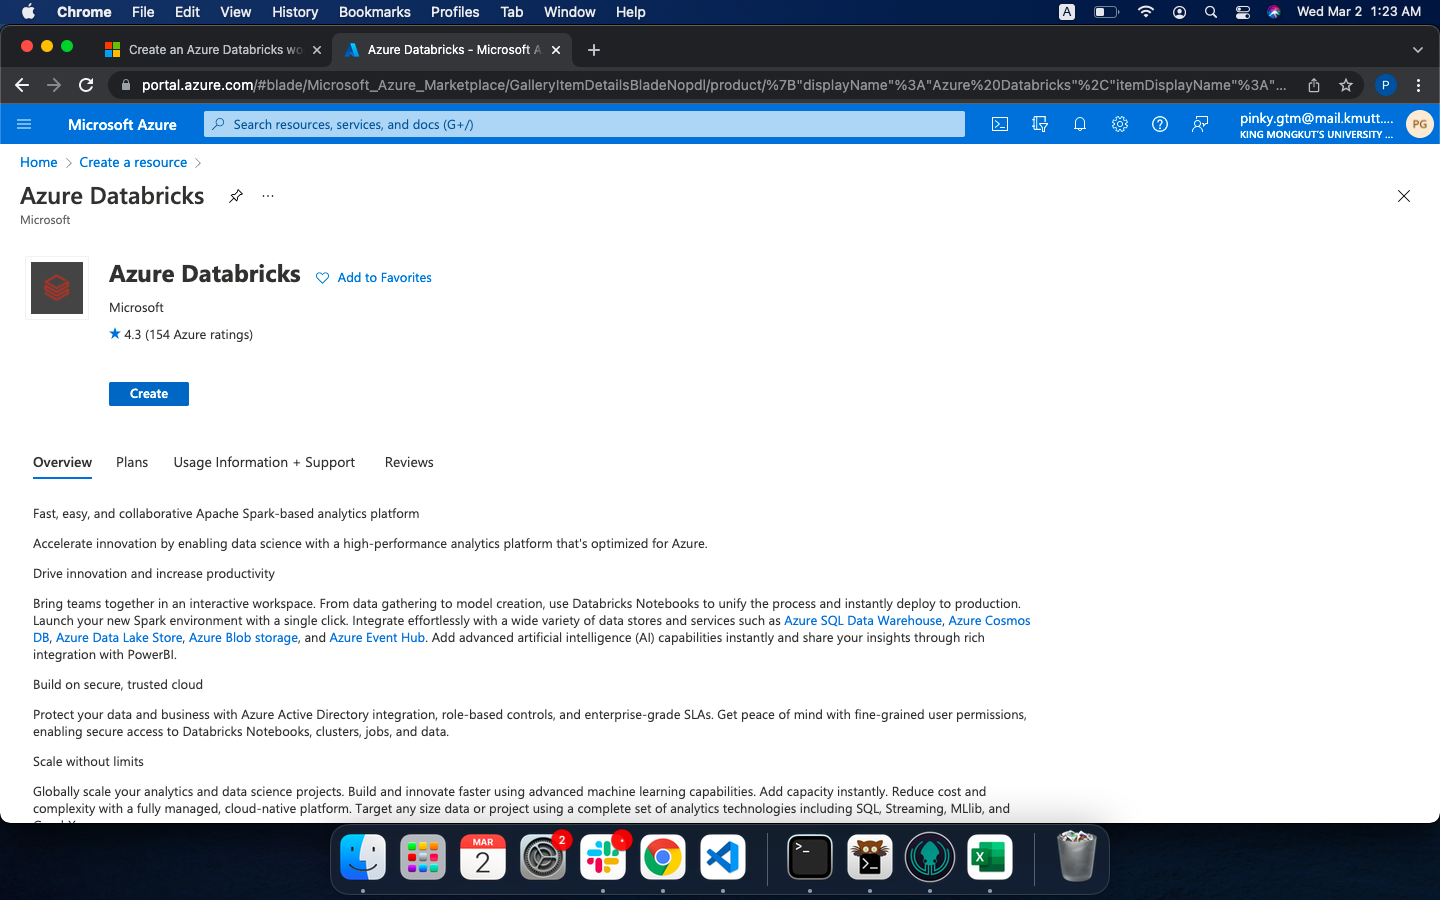 Chrome File Edit View History Bookmarks Profiles Tab Window Help A Wed Mar 2 1:23 AM
Create an Azure Databricks wo Azure Databricks - Microsoft A
portal.azure.com/#blade/Microsoft_Azure_Marketplace/GalleryItemDetailsBladeNopdl/product/%7B"displayName"%3A"Azure%20Databricks"%2C"itemDisplayName"%3A"... P
Microsoft Azure Search resources, services, and docs (G+/) pinky.gtm@mail.kmutt.... PG
KING MONGKUT'S UNIVERSITY ...
Home > Create a resource >
Azure Databricks ...
Microsoft
Azure Databricks Add to Favorites
Microsoft
★ 4.3 (154 Azure ratings)
Create
Overview Plans Usage Information + Support Reviews
Fast, easy, and collaborative Apache Spark-based analytics platform
Accelerate innovation by enabling data science with a high-performance analytics platform that's optimized for Azure.
Drive innovation and increase productivity
Bring teams together in an interactive workspace. From data gathering to model creation, use Databricks Notebooks to unify the process and instantly deploy to production.
Launch your new Spark environment with a single click. Integrate effortlessly with a wide variety of data stores and services such as Azure SQL Data Warehouse, Azure Cosmos
DB, Azure Data Lake Store, Azure Blob storage, and Azure Event Hub. Add advanced artificial intelligence (AI) capabilities instantly and share your insights through rich
integration with PowerBI.
Build on secure, trusted cloud
Protect your data and business with Azure Active Directory integration, role-based controls, and enterprise-grade SLAs. Get peace of mind with fine-grained user permissions,
enabling secure access to Databricks Notebooks, clusters, jobs, and data.
Scale without limits
Globally scale your analytics and data science projects. Build and innovate faster using advanced machine learning capabilities. Add capacity instantly. Reduce cost and
complexity with a fully managed, cloud-native platform. Target any size data or project using a complete set of analytics technologies including SQL, Streaming, MLlib, and
MAR
2
2
X